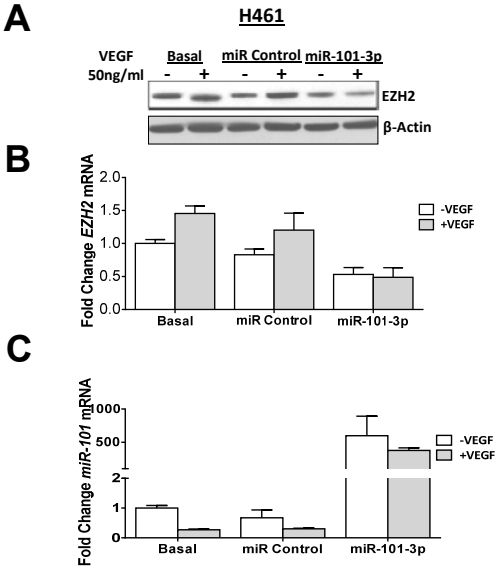 A
H461
VEGF
50ng/ml
Basal
miR Control
miR-101-3p
- + - + - +
EZH2
β-Actin
B
Fold Change EZH2 mRNA
2.0
1.5
1.0
0.5
0.0
Basal
miR Control
miR-101-3p
-VEGF
+VEGF
C
Fold Change miR-101 mRNA
1000
500
2
1
0
Basal
miR Control
miR-101-3p
-VEGF
+VEGF